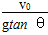 v₀
gtan θ